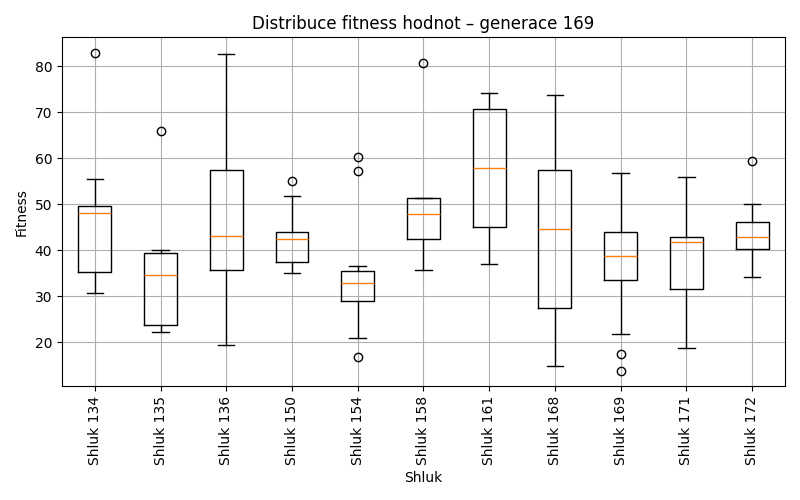 Distribuce fitness hodnot – generace 169
Fitness
80
70
60
50
40
30
20
Shluk 134
Shluk 135
Shluk 136
Shluk 150
Shluk 154
Shluk 158
Shluk 161
Shluk 168
Shluk 169
Shluk 171
Shluk 172
Shluk